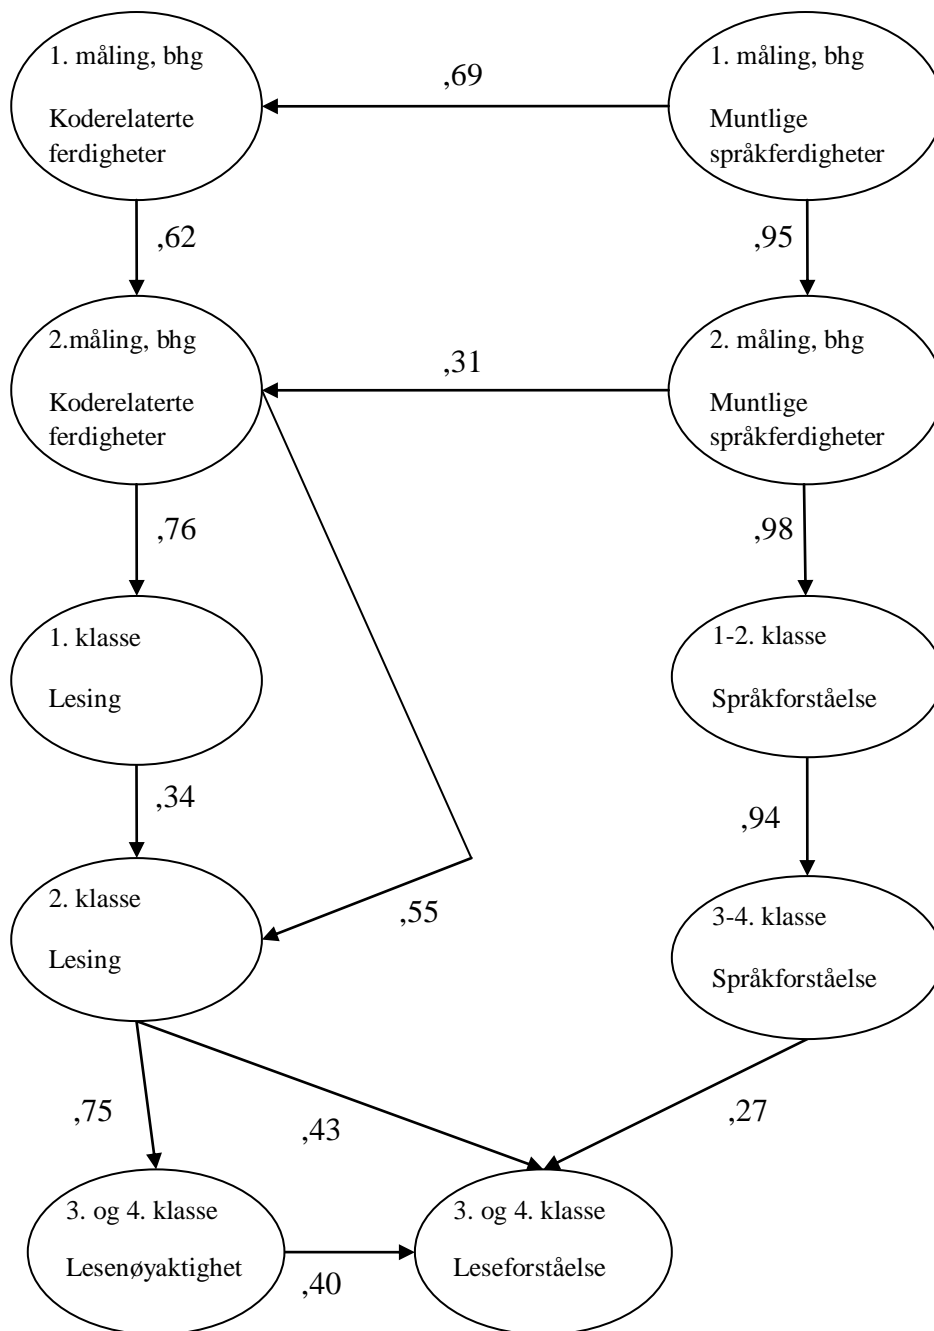 1. måling, bhg
Koderelaterte
ferdigheter
,69
1. måling, bhg
Muntlige
språkferdigheter
,62
,95
2.måling, bhg
Koderelaterte
ferdigheter
,31
2. måling, bhg
Muntlige
språkferdigheter
,76
,98
1. klasse
Lesing
1-2. klasse
Språkforståelse
,34
,94
2. klasse
Lesing
,55
3-4. klasse
Språkforståelse
,75
,43
,27
3. og 4. klasse
Lesenøyaktighet
,40
3. og 4. klasse
Leseforståelse